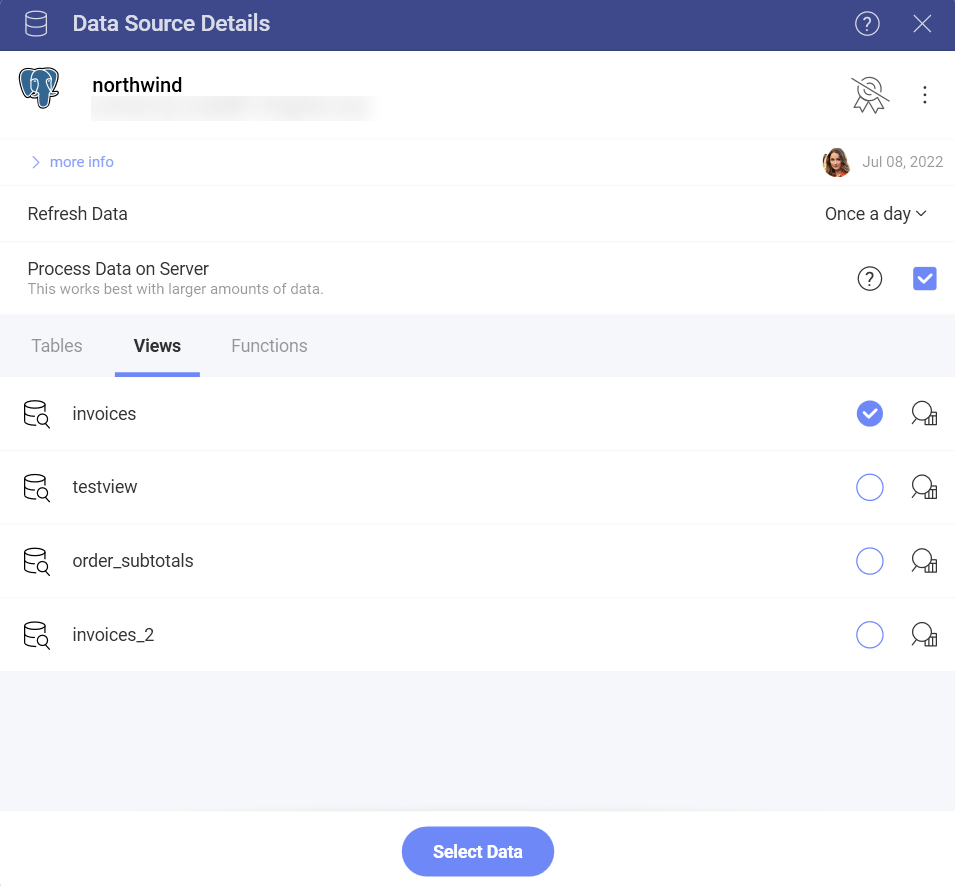 Data Source Details
northwind
more info
Jul 08, 2022
Refresh Data
Once a day
Process Data on Server
This works best with larger amounts of data.
?
Tables Views Functions
invoices
testview
order_subtotals
invoices_2
Select Data